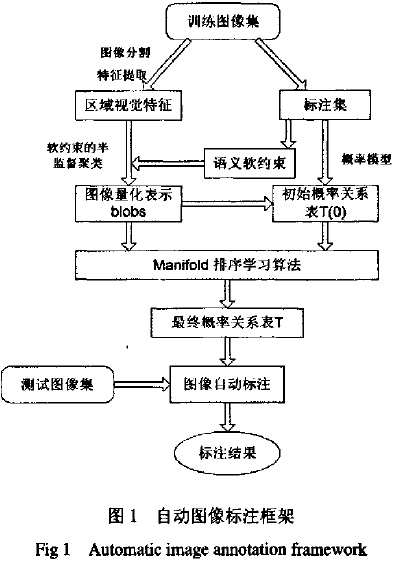 训练图像集
图像分割
特征提取
区域视觉特征
标注集
软约束的半
监督聚类
语义软约束
概率模型
图像量化表示
blobs
初始概率关系
表T(0)
Manifold 排序学习算法
最终概率关系表T
测试图像集
图像自动标注
标注结果
图 1 自动图像标注框架
Fig 1 Automatic image annotation framework